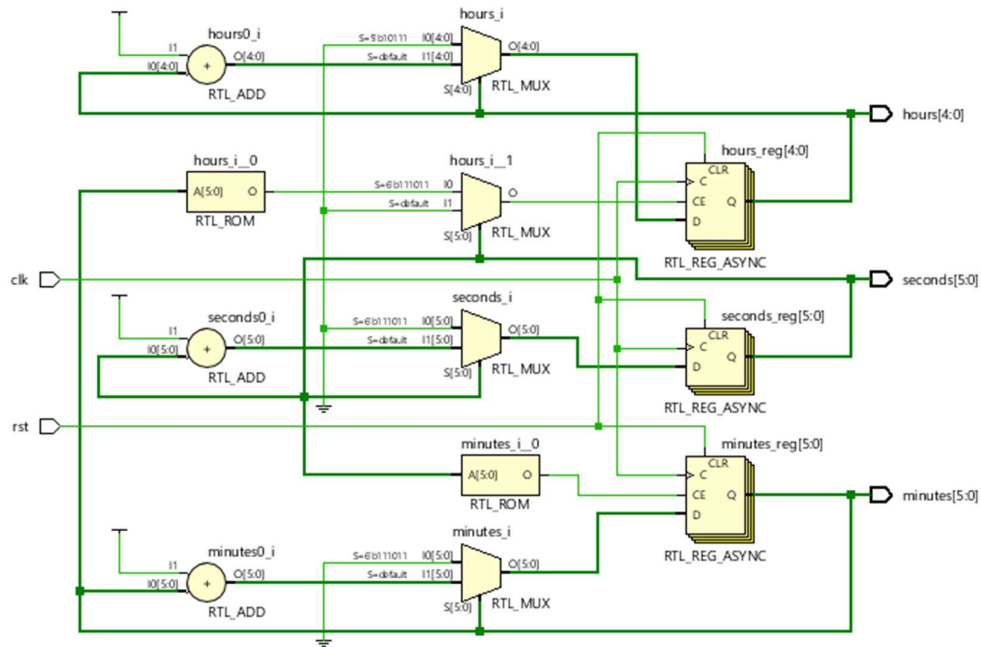 hours0_i
I1
I0[4:0]
+
O[4:0]
RTL_ADD
hours_i
S=5'b10111 I0[4:0]
S=default I1[4:0]
O[4:0]
S[4:0]
RTL_MUX
hours[4:0]
hours_i__0
A[5:0] O
RTL_ROM
hours_i__1
S=6'b111011 I0
S=default I1
O
S[5:0]
RTL_MUX
hours_reg[4:0]
CLR
C
CE Q
D
RTL_REG_ASYNC
clk
seconds[5:0]
seconds0_i
I1
I0[5:0]
+
O[5:0]
RTL_ADD
seconds_i
S=6'b111011 I0[5:0]
S=default I1[5:0]
O[5:0]
S[5:0]
RTL_MUX
seconds_reg[5:0]
CLR
C
Q
D
RTL_REG_ASYNC
rst
minutes_i__0
A[5:0] O
RTL_ROM
minutes_reg[5:0]
CLR
C
CE Q
D
RTL_REG_ASYNC
minutes[5:0]
minutes0_i
I1
I0[5:0]
+
O[5:0]
RTL_ADD
minutes_i
S=6'b111011 I0[5:0]
S=default I1[5:0]
O[5:0]
S[5:0]
RTL_MUX